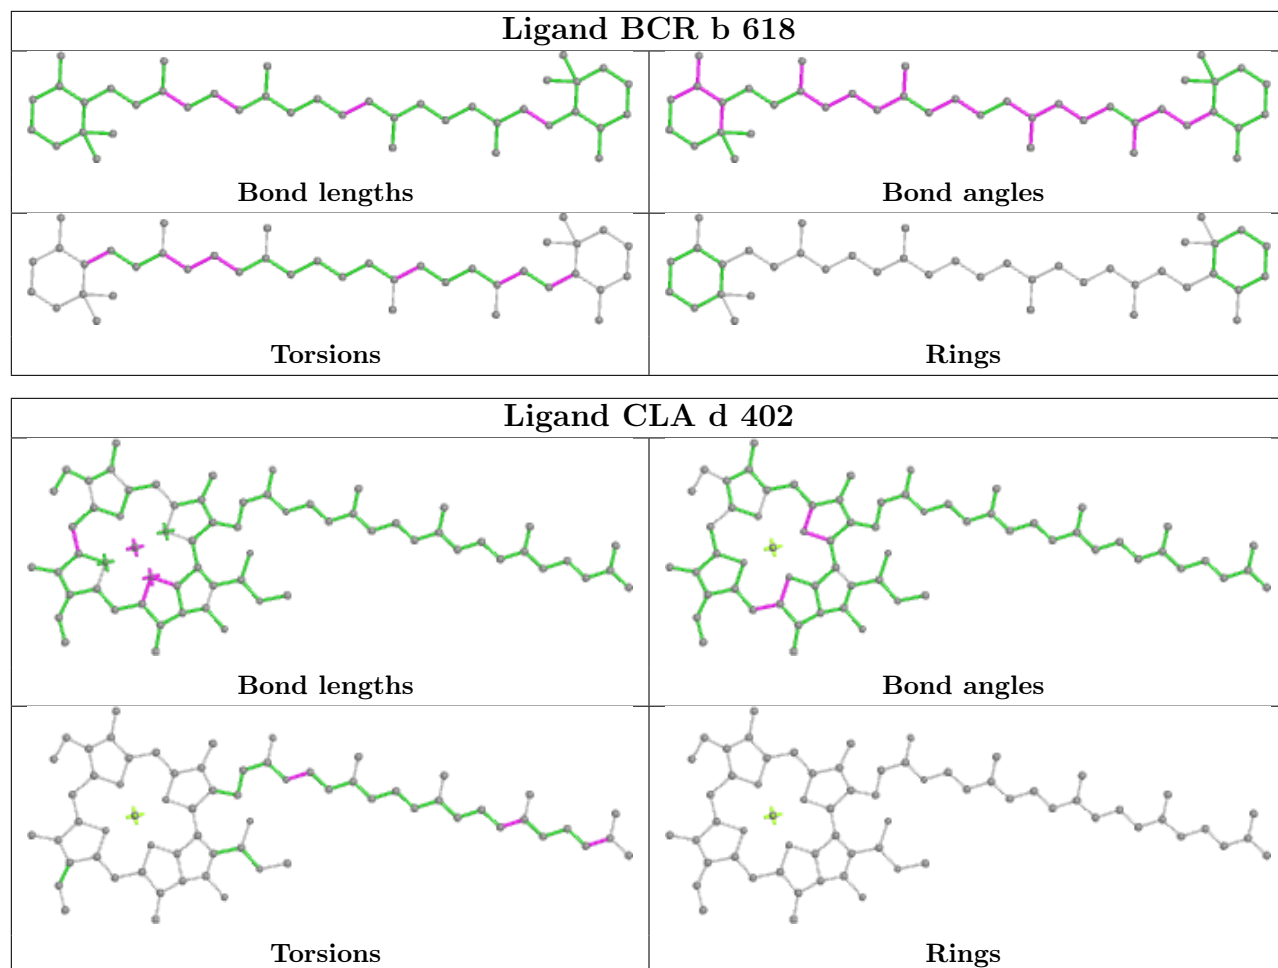 Ligand BCR b 618
Bond lengths
Bond angles
Torsions
Rings
Ligand CLA d 402
Bond lengths
Bond angles
Torsions
Rings